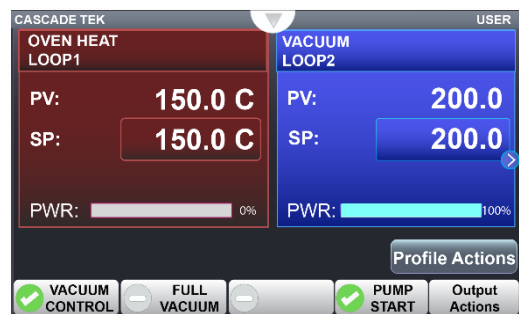 CASCADE TEK
USER
OVEN HEAT
LOOP1
PV: 150.0 C
SP: 150.0 C
PWR: 0%
VACUUM
LOOP2
PV: 200.0
SP: 200.0
PWR: 100%
Profile Actions
VACUUM
CONTROL
FULL
VACUUM
PUMP
START
Output
Actions